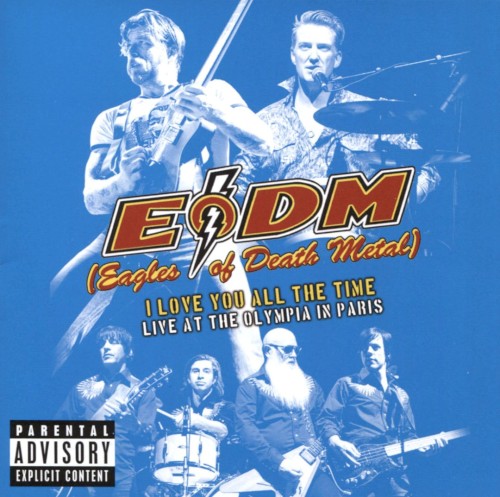 EODM
(Eagles of Death Metal)
I LOVE YOU ALL THE TIME
LIVE AT THE OLYMPIA IN PARIS
PARENTAL
ADVISORY
EXPLICIT CONTENT